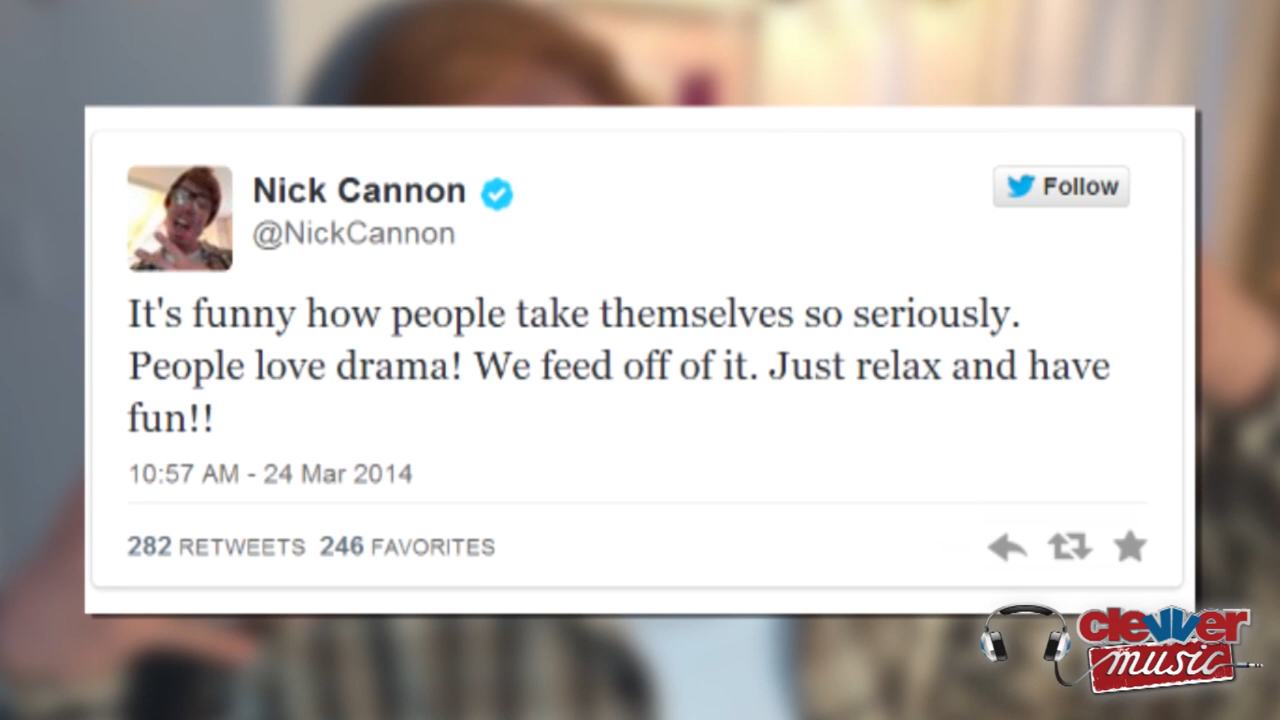 Nick Cannon
@NickCannon
Follow
It's funny how people take themselves so seriously.
People love drama! We feed off of it. Just relax and have
fun!!
10:57 AM - 24 Mar 2014
282 RETWEETS 246 FAVORITES
clevver
music